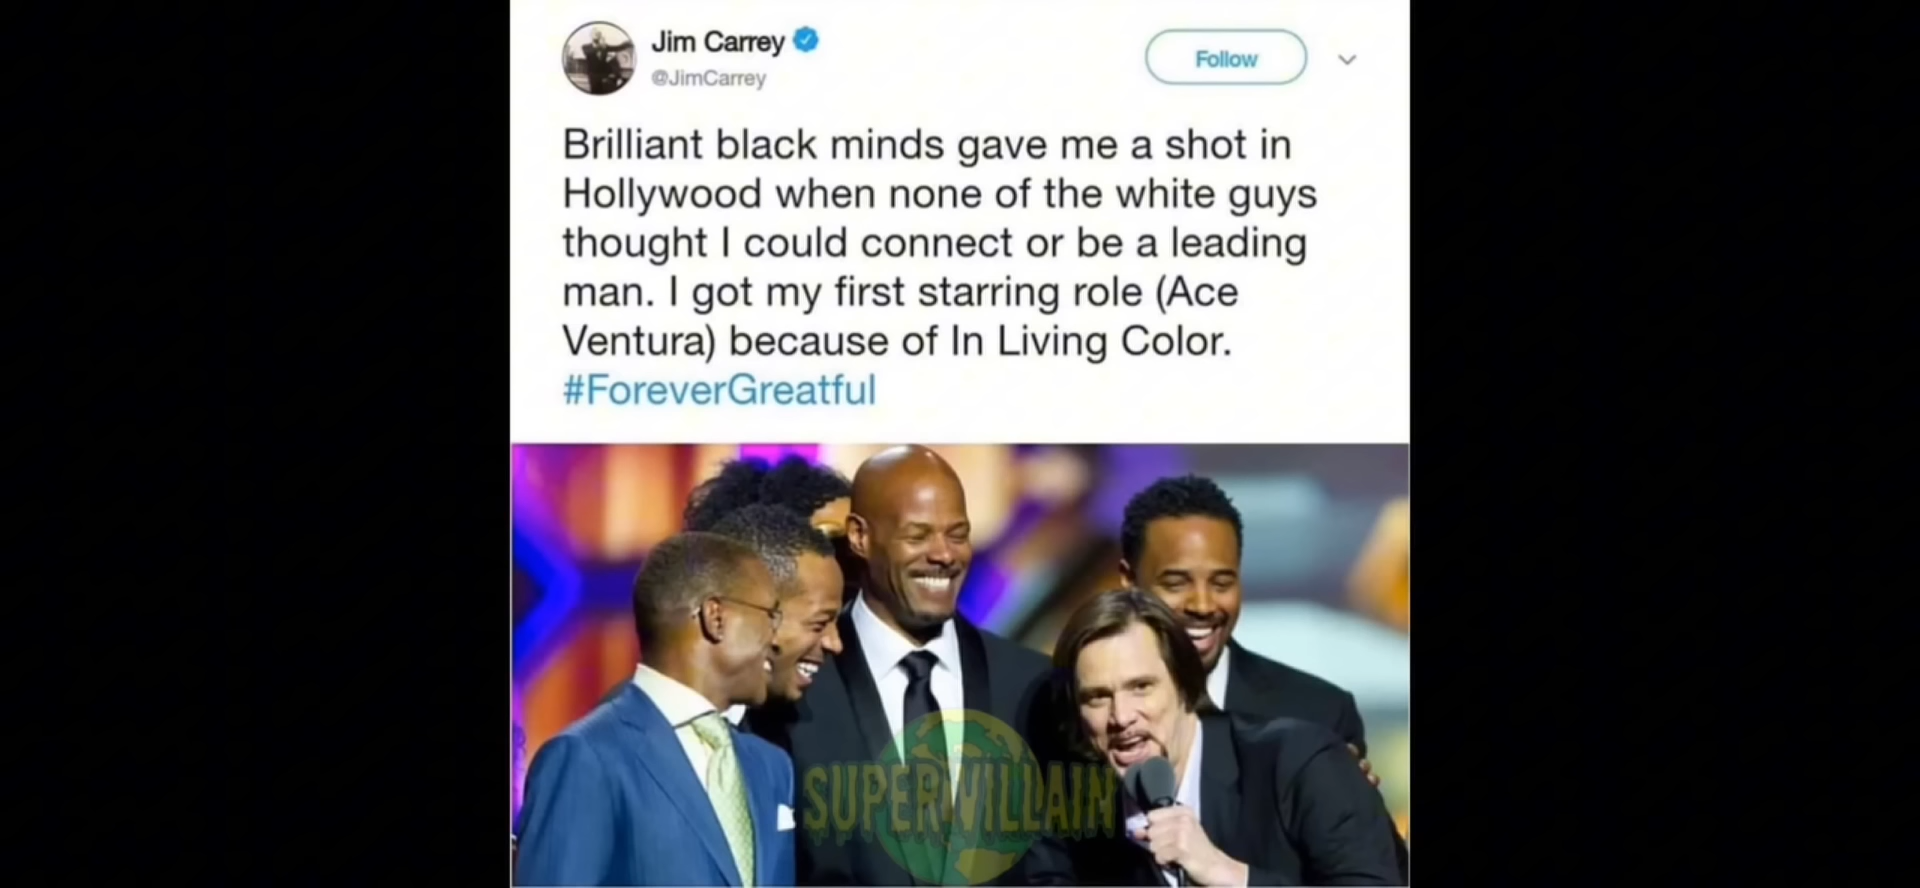 Jim Carrey
@JimCarrey
Follow
Brilliant black minds gave me a shot in
Hollywood when none of the white guys
thought I could connect or be a leading
man. I got my first starring role (Ace
Ventura) because of In Living Color.
#ForeverGreatful
SUPERVILLAIN